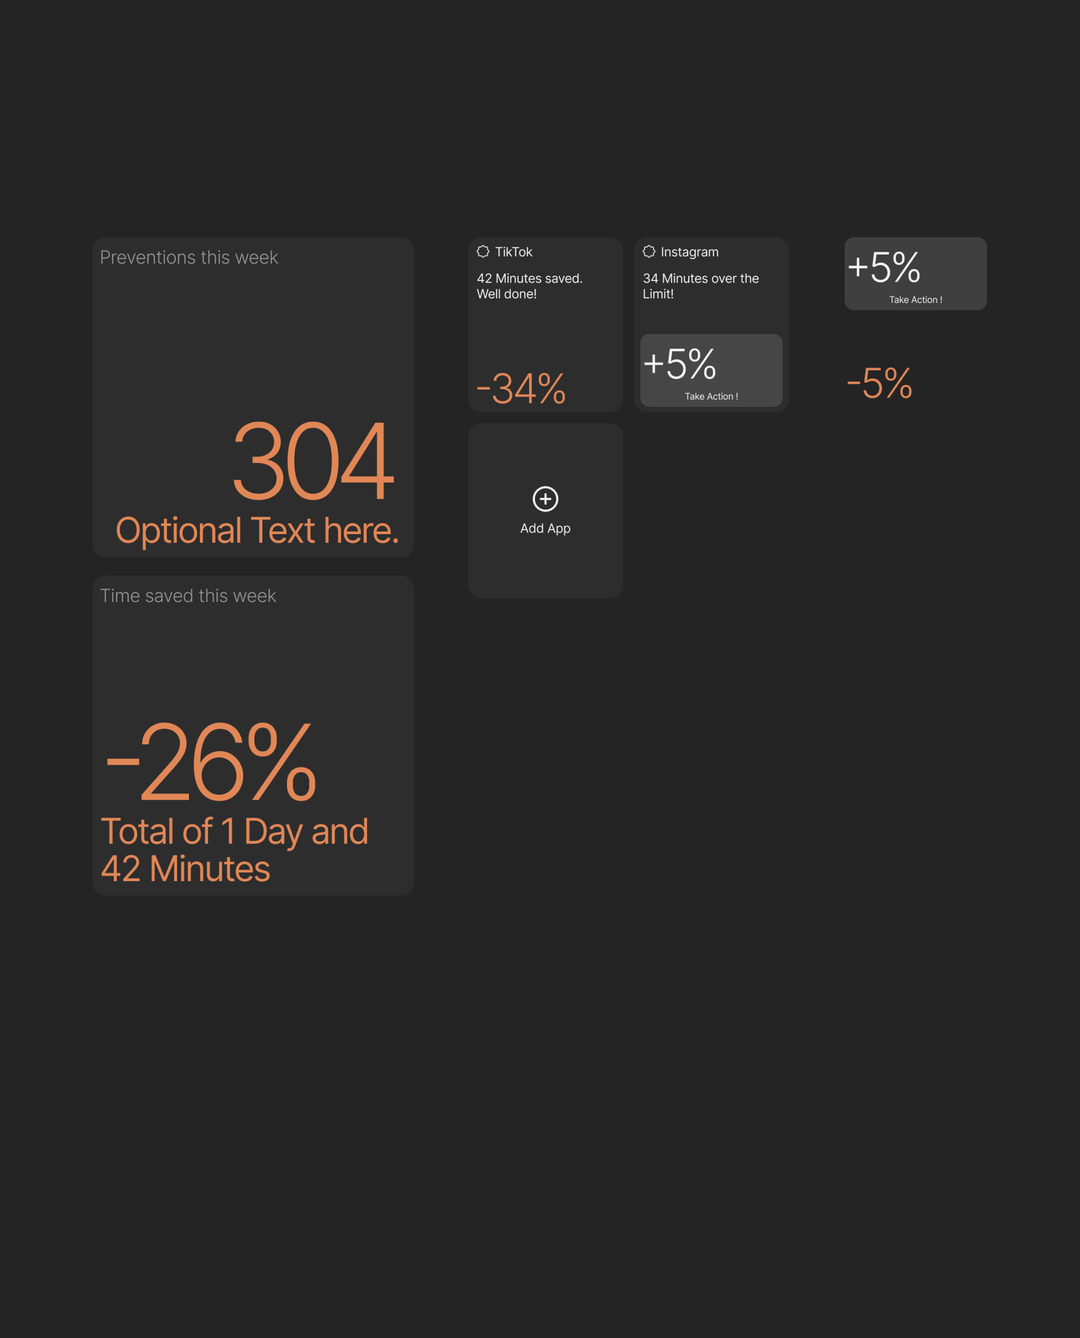 Preventions this week
304
Optional Text here.
Time saved this week
-26%
Total of 1 Day and
42 Minutes
TikTok
42 Minutes saved.
Well done!
-34%
Instagram
34 Minutes over the
Limit!
+5%
Take Action !
Add App
+5%
Take Action !
-5%